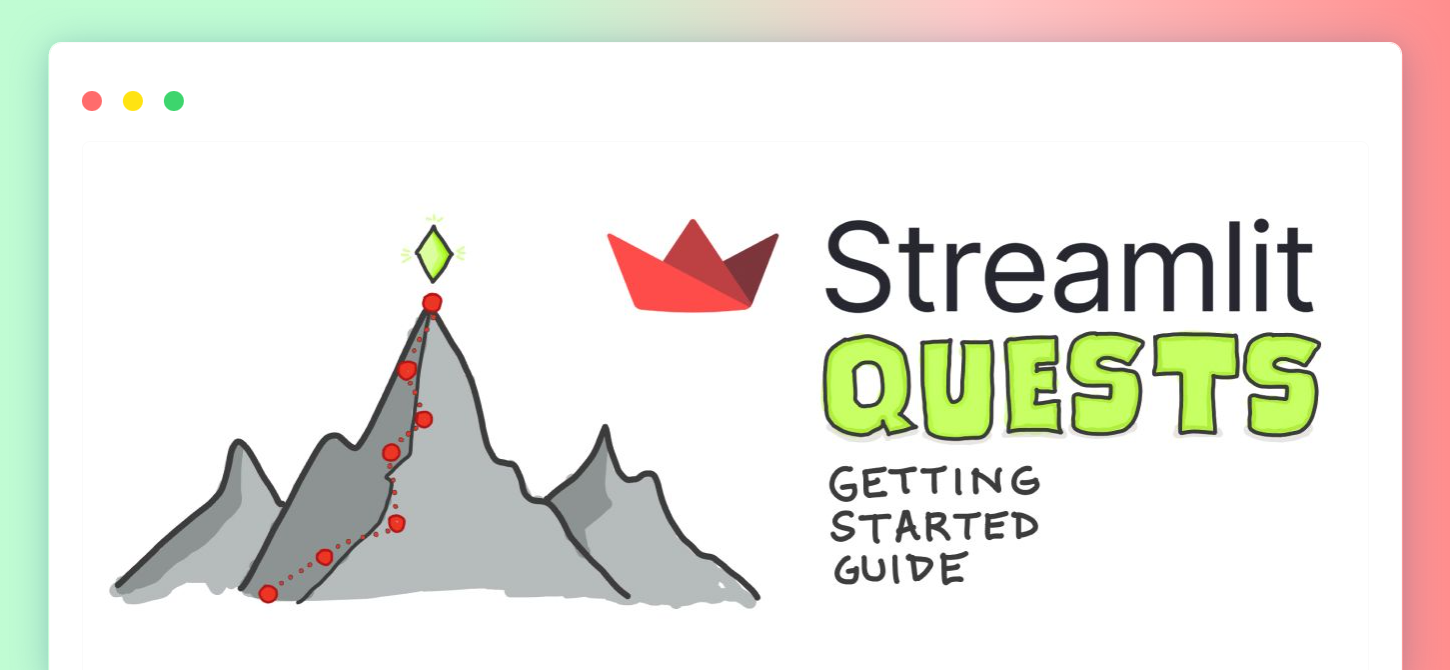 Streamlit
QUESTS
GETTING
STARTED
GUIDE